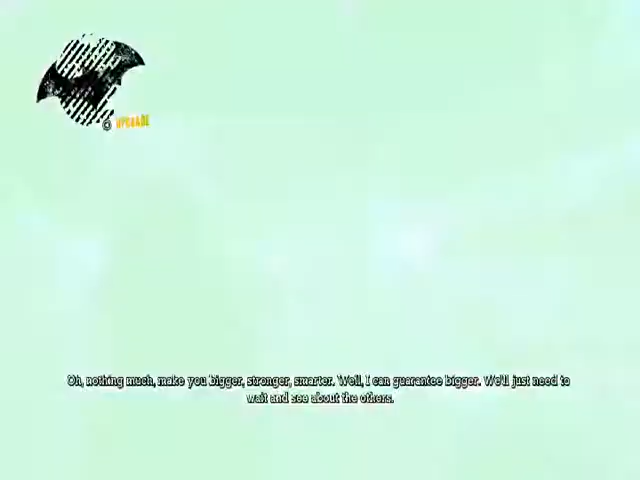 UPGRADE
Oh, nothing much, make you bigger, stronger, smarter. Well, I can guarantee bigger. We'll just need to
wait and see about the others.